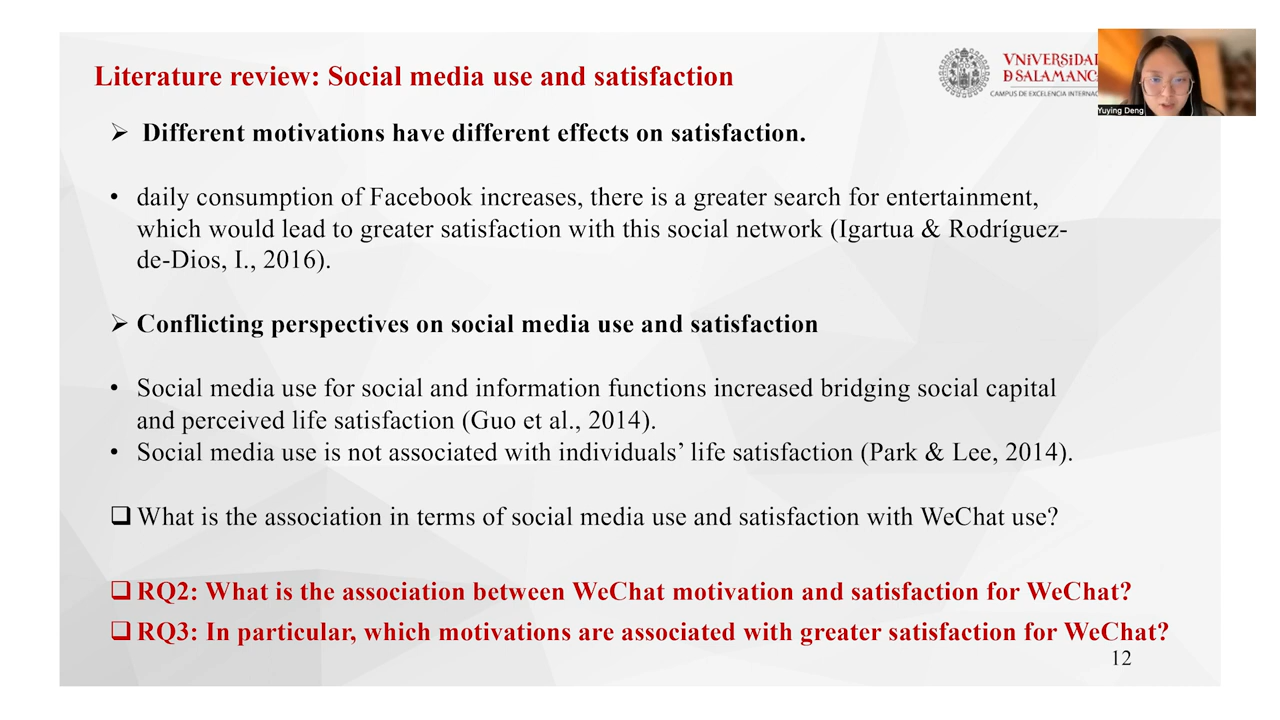 Literature review: Social media use and satisfaction
VNiVERSiDAD
D SALAMANCA
CAMPUS DE EXCELENCIA INTERNAC
Yuying Deng
➢ Different motivations have different effects on satisfaction.
• daily consumption of Facebook increases, there is a greater search for entertainment,
which would lead to greater satisfaction with this social network (Igartua & Rodríguez-
de-Dios, I., 2016).
➢ Conflicting perspectives on social media use and satisfaction
• Social media use for social and information functions increased bridging social capital
and perceived life satisfaction (Guo et al., 2014).
• Social media use is not associated with individuals’ life satisfaction (Park & Lee, 2014).
❑ What is the association in terms of social media use and satisfaction with WeChat use?
❑ RQ2: What is the association between WeChat motivation and satisfaction for WeChat?
❑ RQ3: In particular, which motivations are associated with greater satisfaction for WeChat?
12